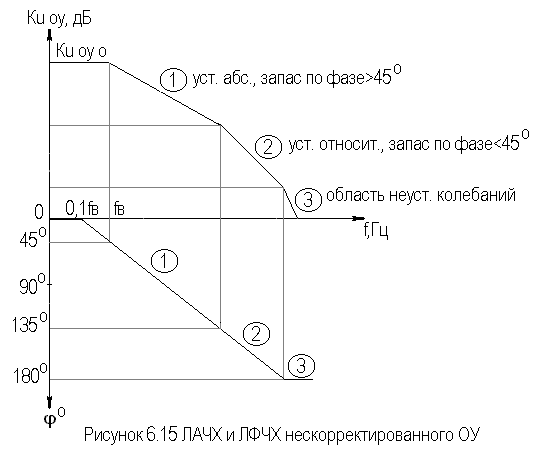 Ku оу, дБ
Ku оу о
1 уст. абс., запас по фазе>45⁰
2 уст. относит., запас по фазе<45⁰
3 область неуст. колебаний
0 0,1fв fв
f,Гц
45⁰
1
90⁰
135⁰
2
3
180⁰
φ⁰
Рисунок 6.15 ЛАЧХ и ЛФЧХ нескорректированного ОУ